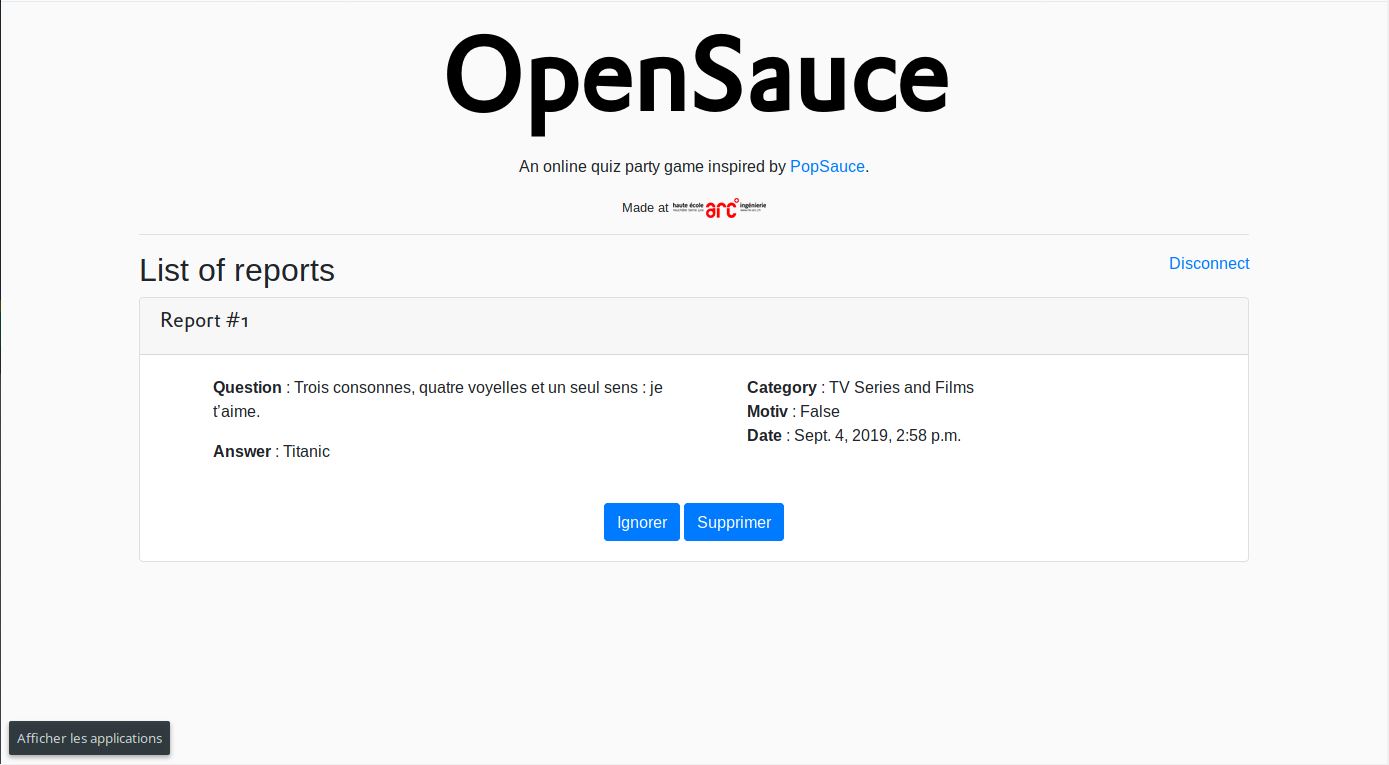 OpenSauce
An online quiz party game inspired by PopSauce.
Made at haute école arc ingénierie
List of reports
Disconnect
Report #1
Question : Trois consonnes, quatre voyelles et un seul sens : je
t’aime.
Answer : Titanic
Category : TV Series and Films
Motiv : False
Date : Sept. 4, 2019, 2:58 p.m.
Ignorer
Supprimer
Afficher les applications